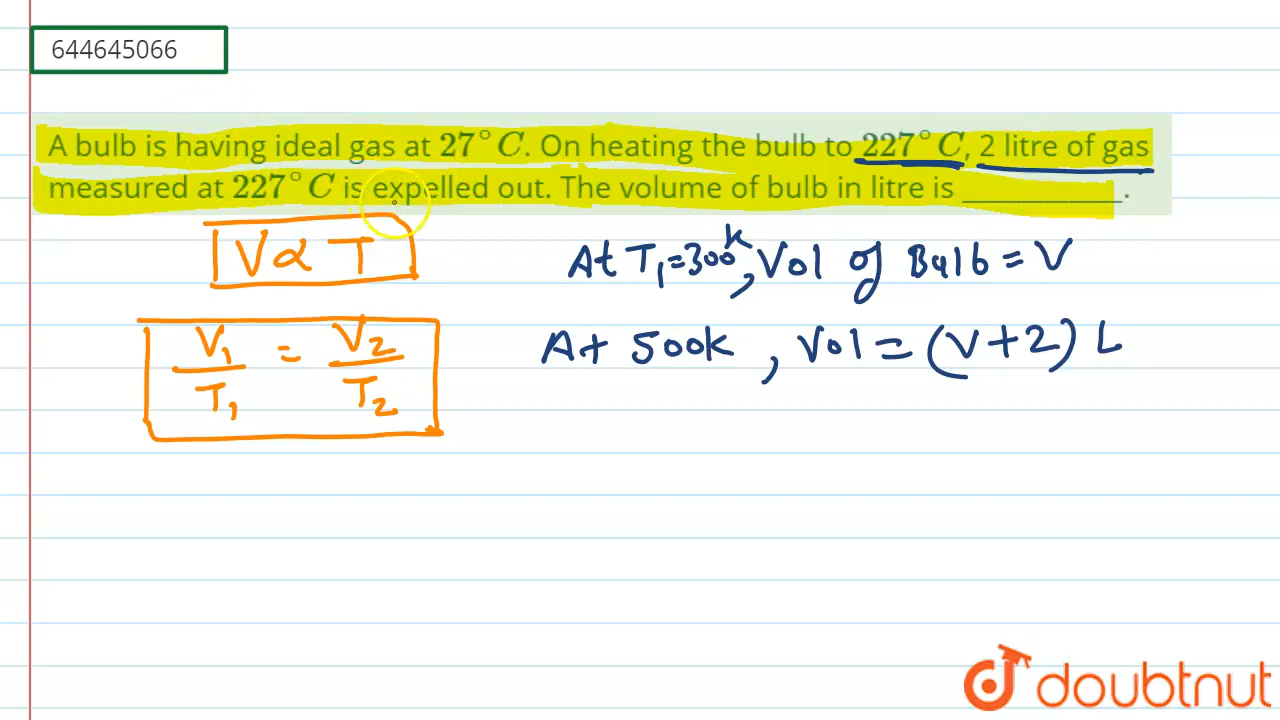 644645066
A bulb is having ideal gas at 27°C. On heating the bulb to 227°C, 2 litre of gas
measured at 227°C is expelled out. The volume of bulb in litre is ___________.
V ∝ T
At T₁=300K, Vol of Bulb = V
V₁/T₁ = V₂/T₂
At 500K, Vol = (V+2) L
doubtnut